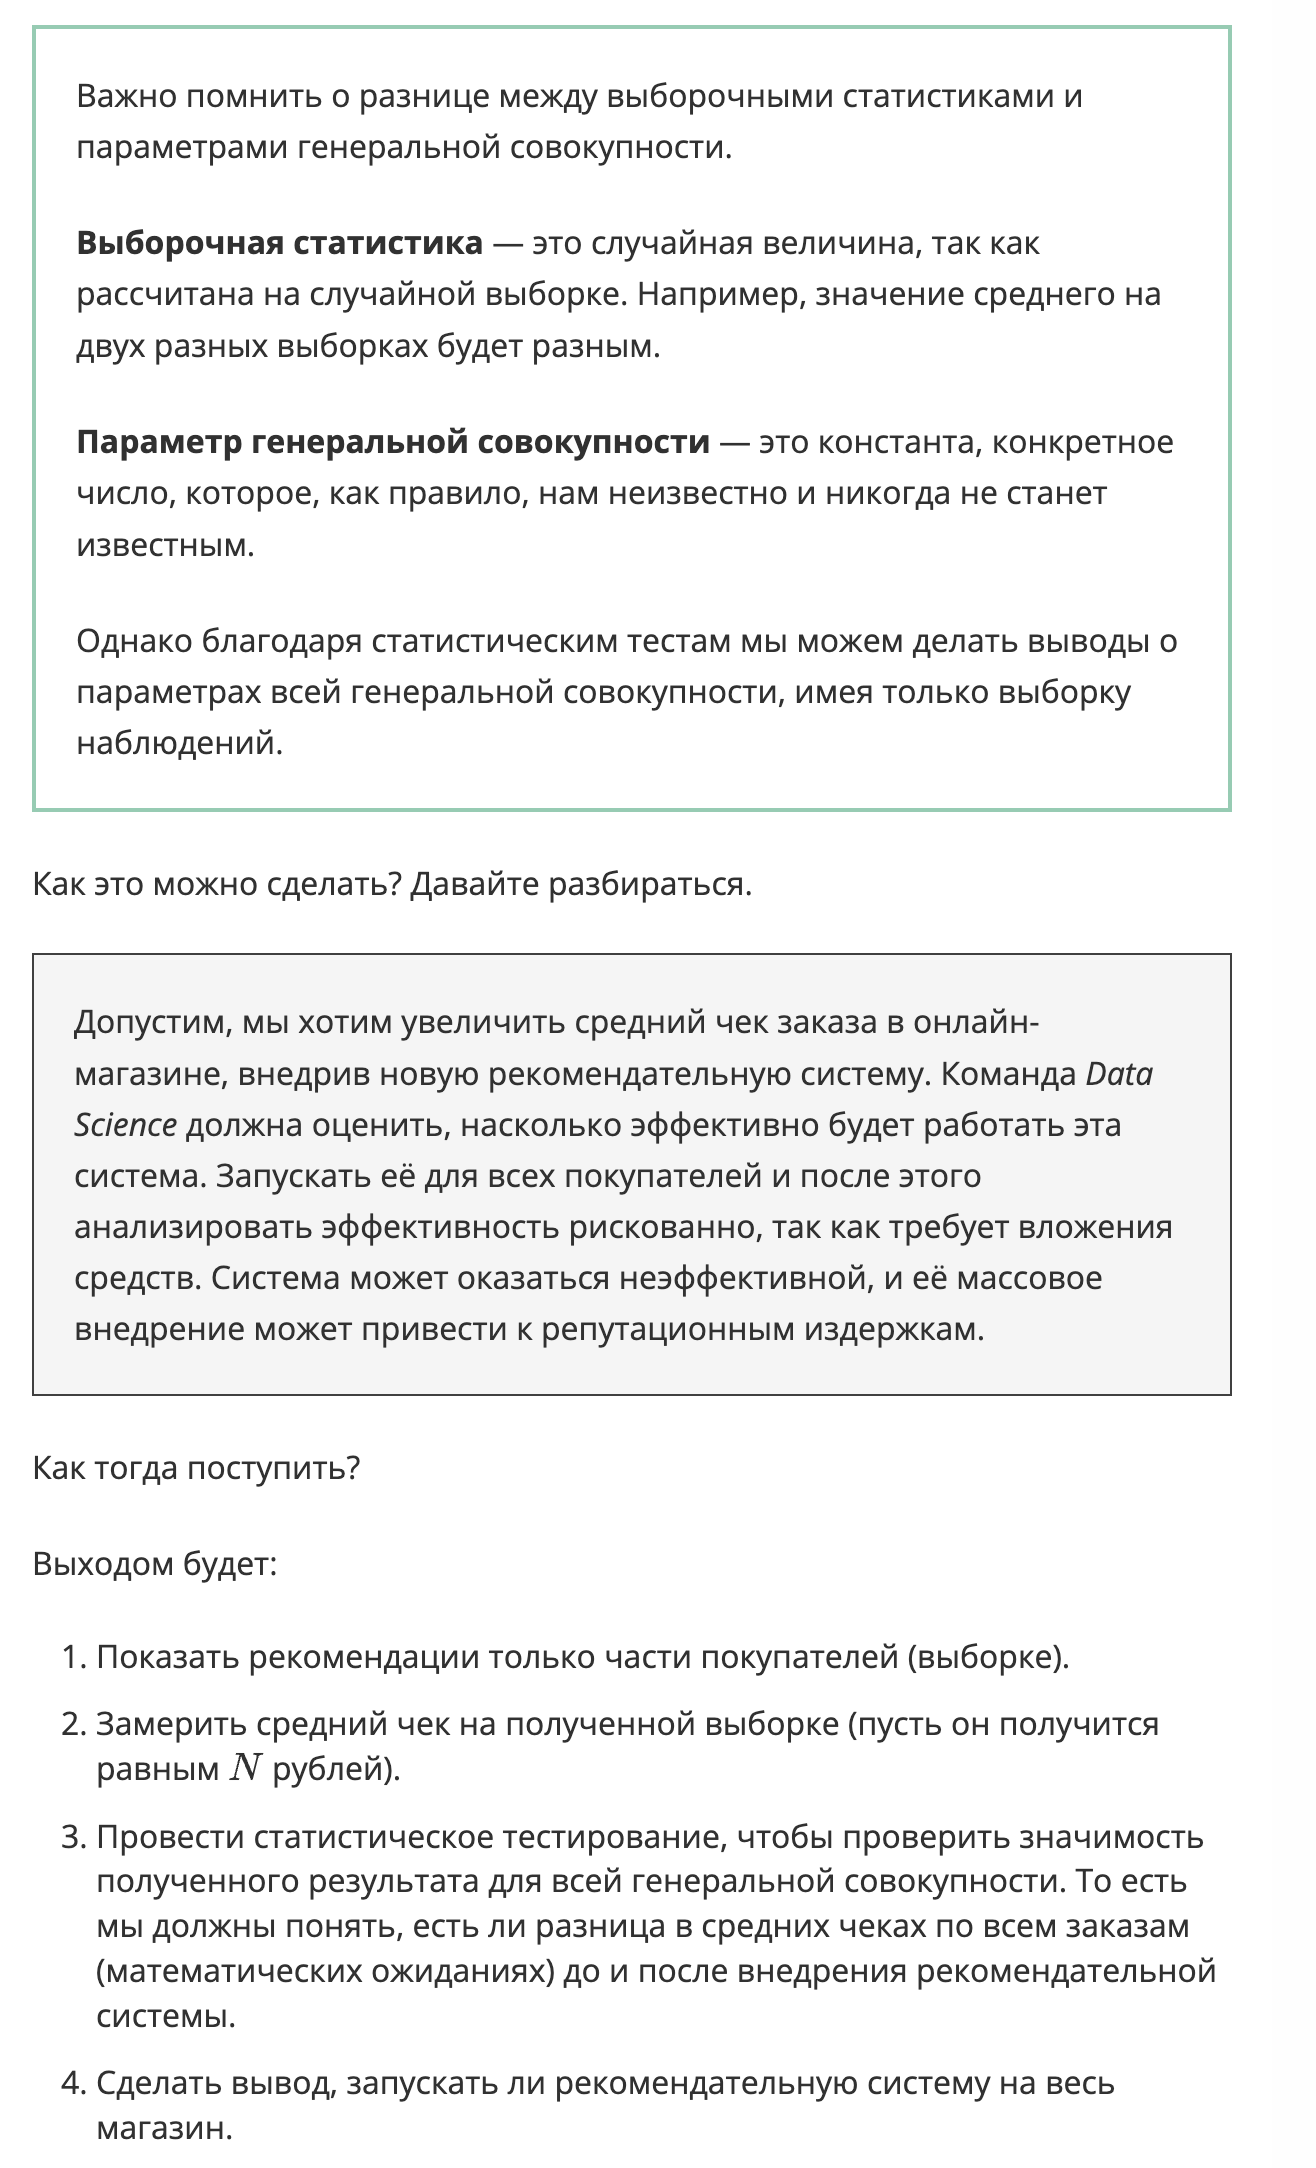 Важно помнить о разнице между выборочными статистиками и
параметрами генеральной совокупности.
Выборочная статистика — это случайная величина, так как
рассчитана на случайной выборке. Например, значение среднего на
двух разных выборках будет разным.
Параметр генеральной совокупности — это константа, конкретное
число, которое, как правило, нам неизвестно и никогда не станет
известным.
Однако благодаря статистическим тестам мы можем делать выводы о
параметрах всей генеральной совокупности, имея только выборку
наблюдений.
Как это можно сделать? Давайте разбираться.
Допустим, мы хотим увеличить средний чек заказа в онлайн-
магазине, внедрив новую рекомендательную систему. Команда Data
Science должна оценить, насколько эффективно будет работать эта
система. Запускать её для всех покупателей и после этого
анализировать эффективность рискованно, так как требует вложения
средств. Система может оказаться неэффективной, и её массовое
внедрение может привести к репутационным издержкам.
Как тогда поступить?
Выходом будет:
1. Показать рекомендации только части покупателей (выборке).
2. Замерить средний чек на полученной выборке (пусть он получится
равным N рублей).
3. Провести статистическое тестирование, чтобы проверить значимость
полученного результата для всей генеральной совокупности. То есть
мы должны понять, есть ли разница в средних чеках по всем заказам
(математических ожиданиях) до и после внедрения рекомендательной
системы.
4. Сделать вывод, запускать ли рекомендательную систему на весь
магазин.